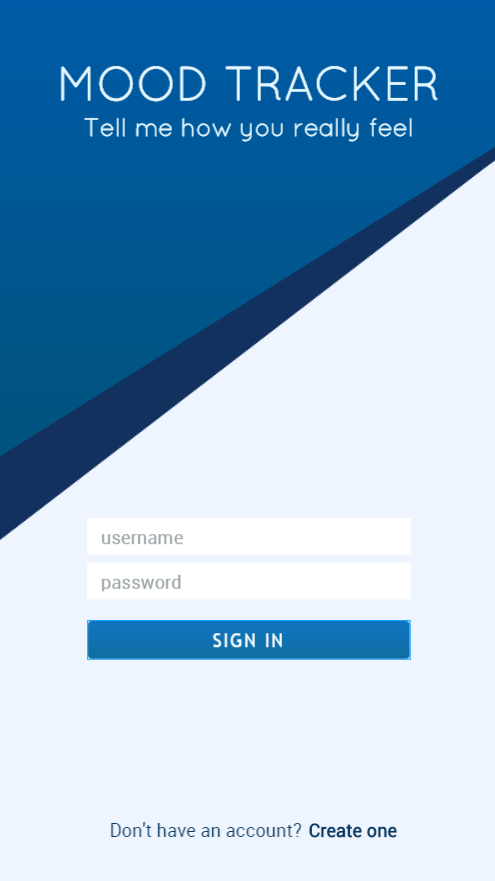 MOOD TRACKER
Tell me how you really feel
username
password
SIGN IN
Don't have an account? Create one